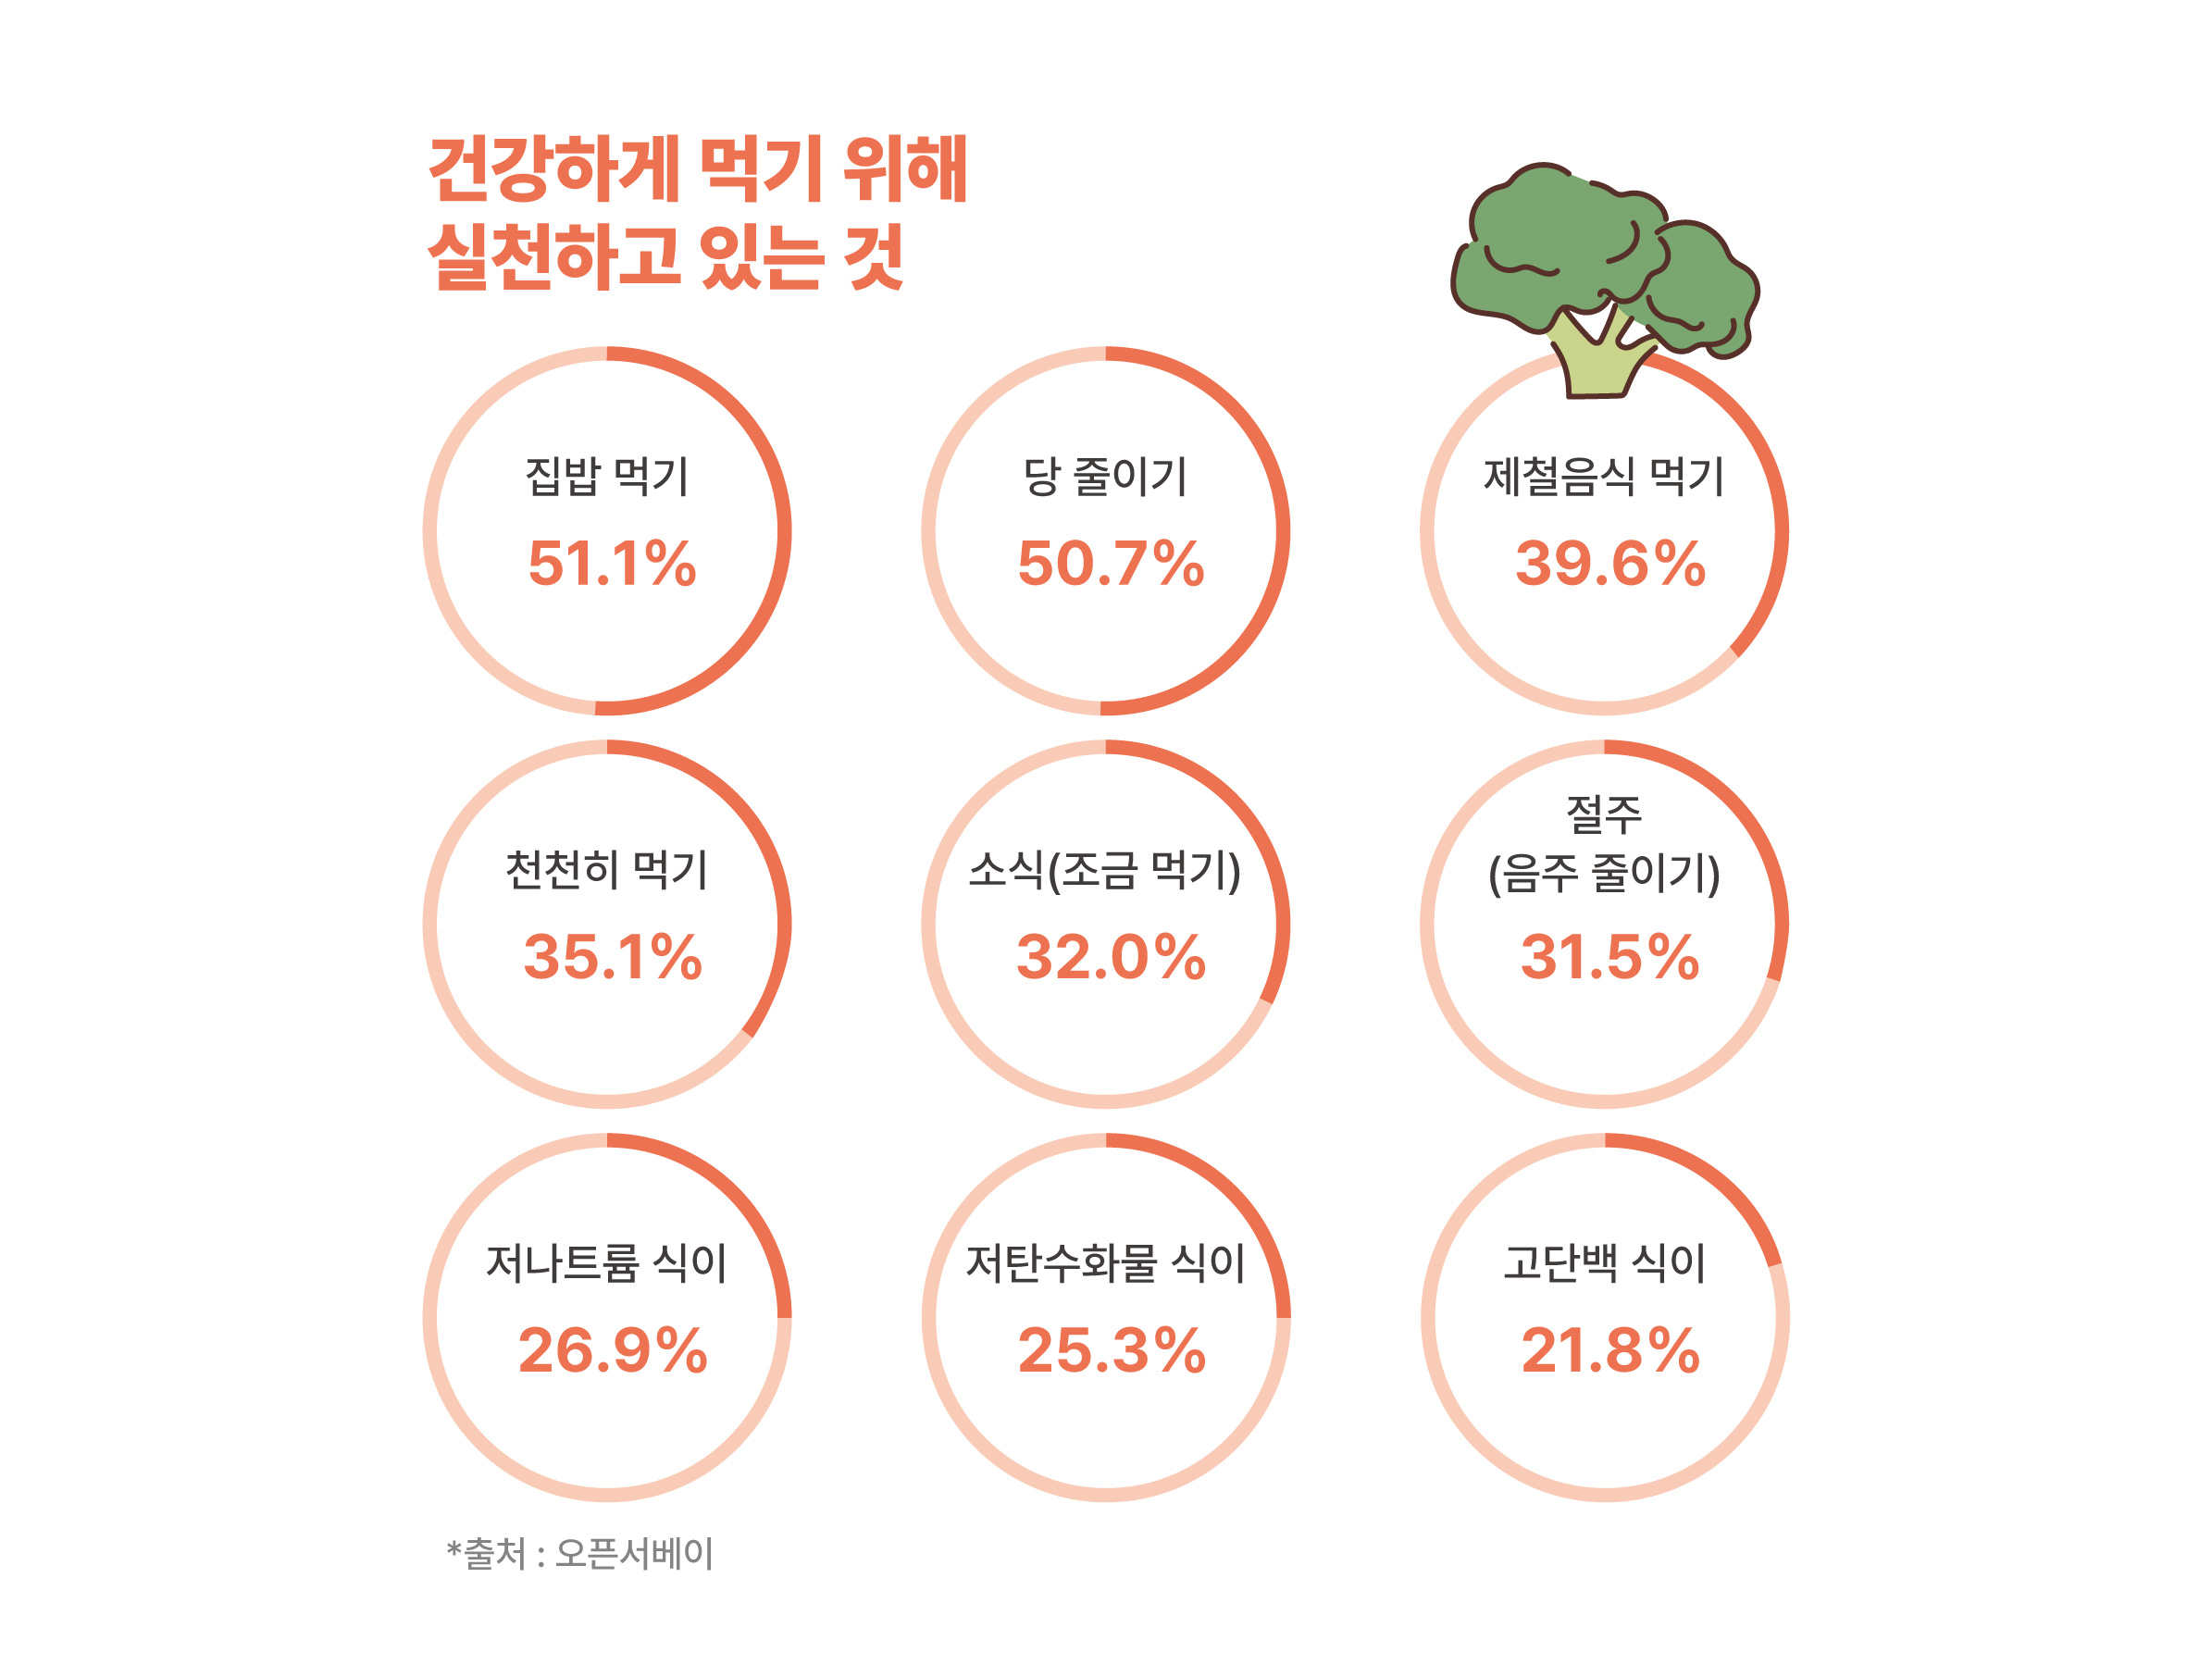 건강하게 먹기 위해
실천하고 있는 것
집밥 먹기
51.1%
당 줄이기
50.7%
제철음식 먹기
39.6%
천천히 먹기
35.1%
소식(조금 먹기)
32.0%
절주
(음주 줄이기)
31.5%
저나트륨 식이
26.9%
저탄수화물 식이
25.3%
고단백 식이
21.8%
*출처 : 오픈서베이